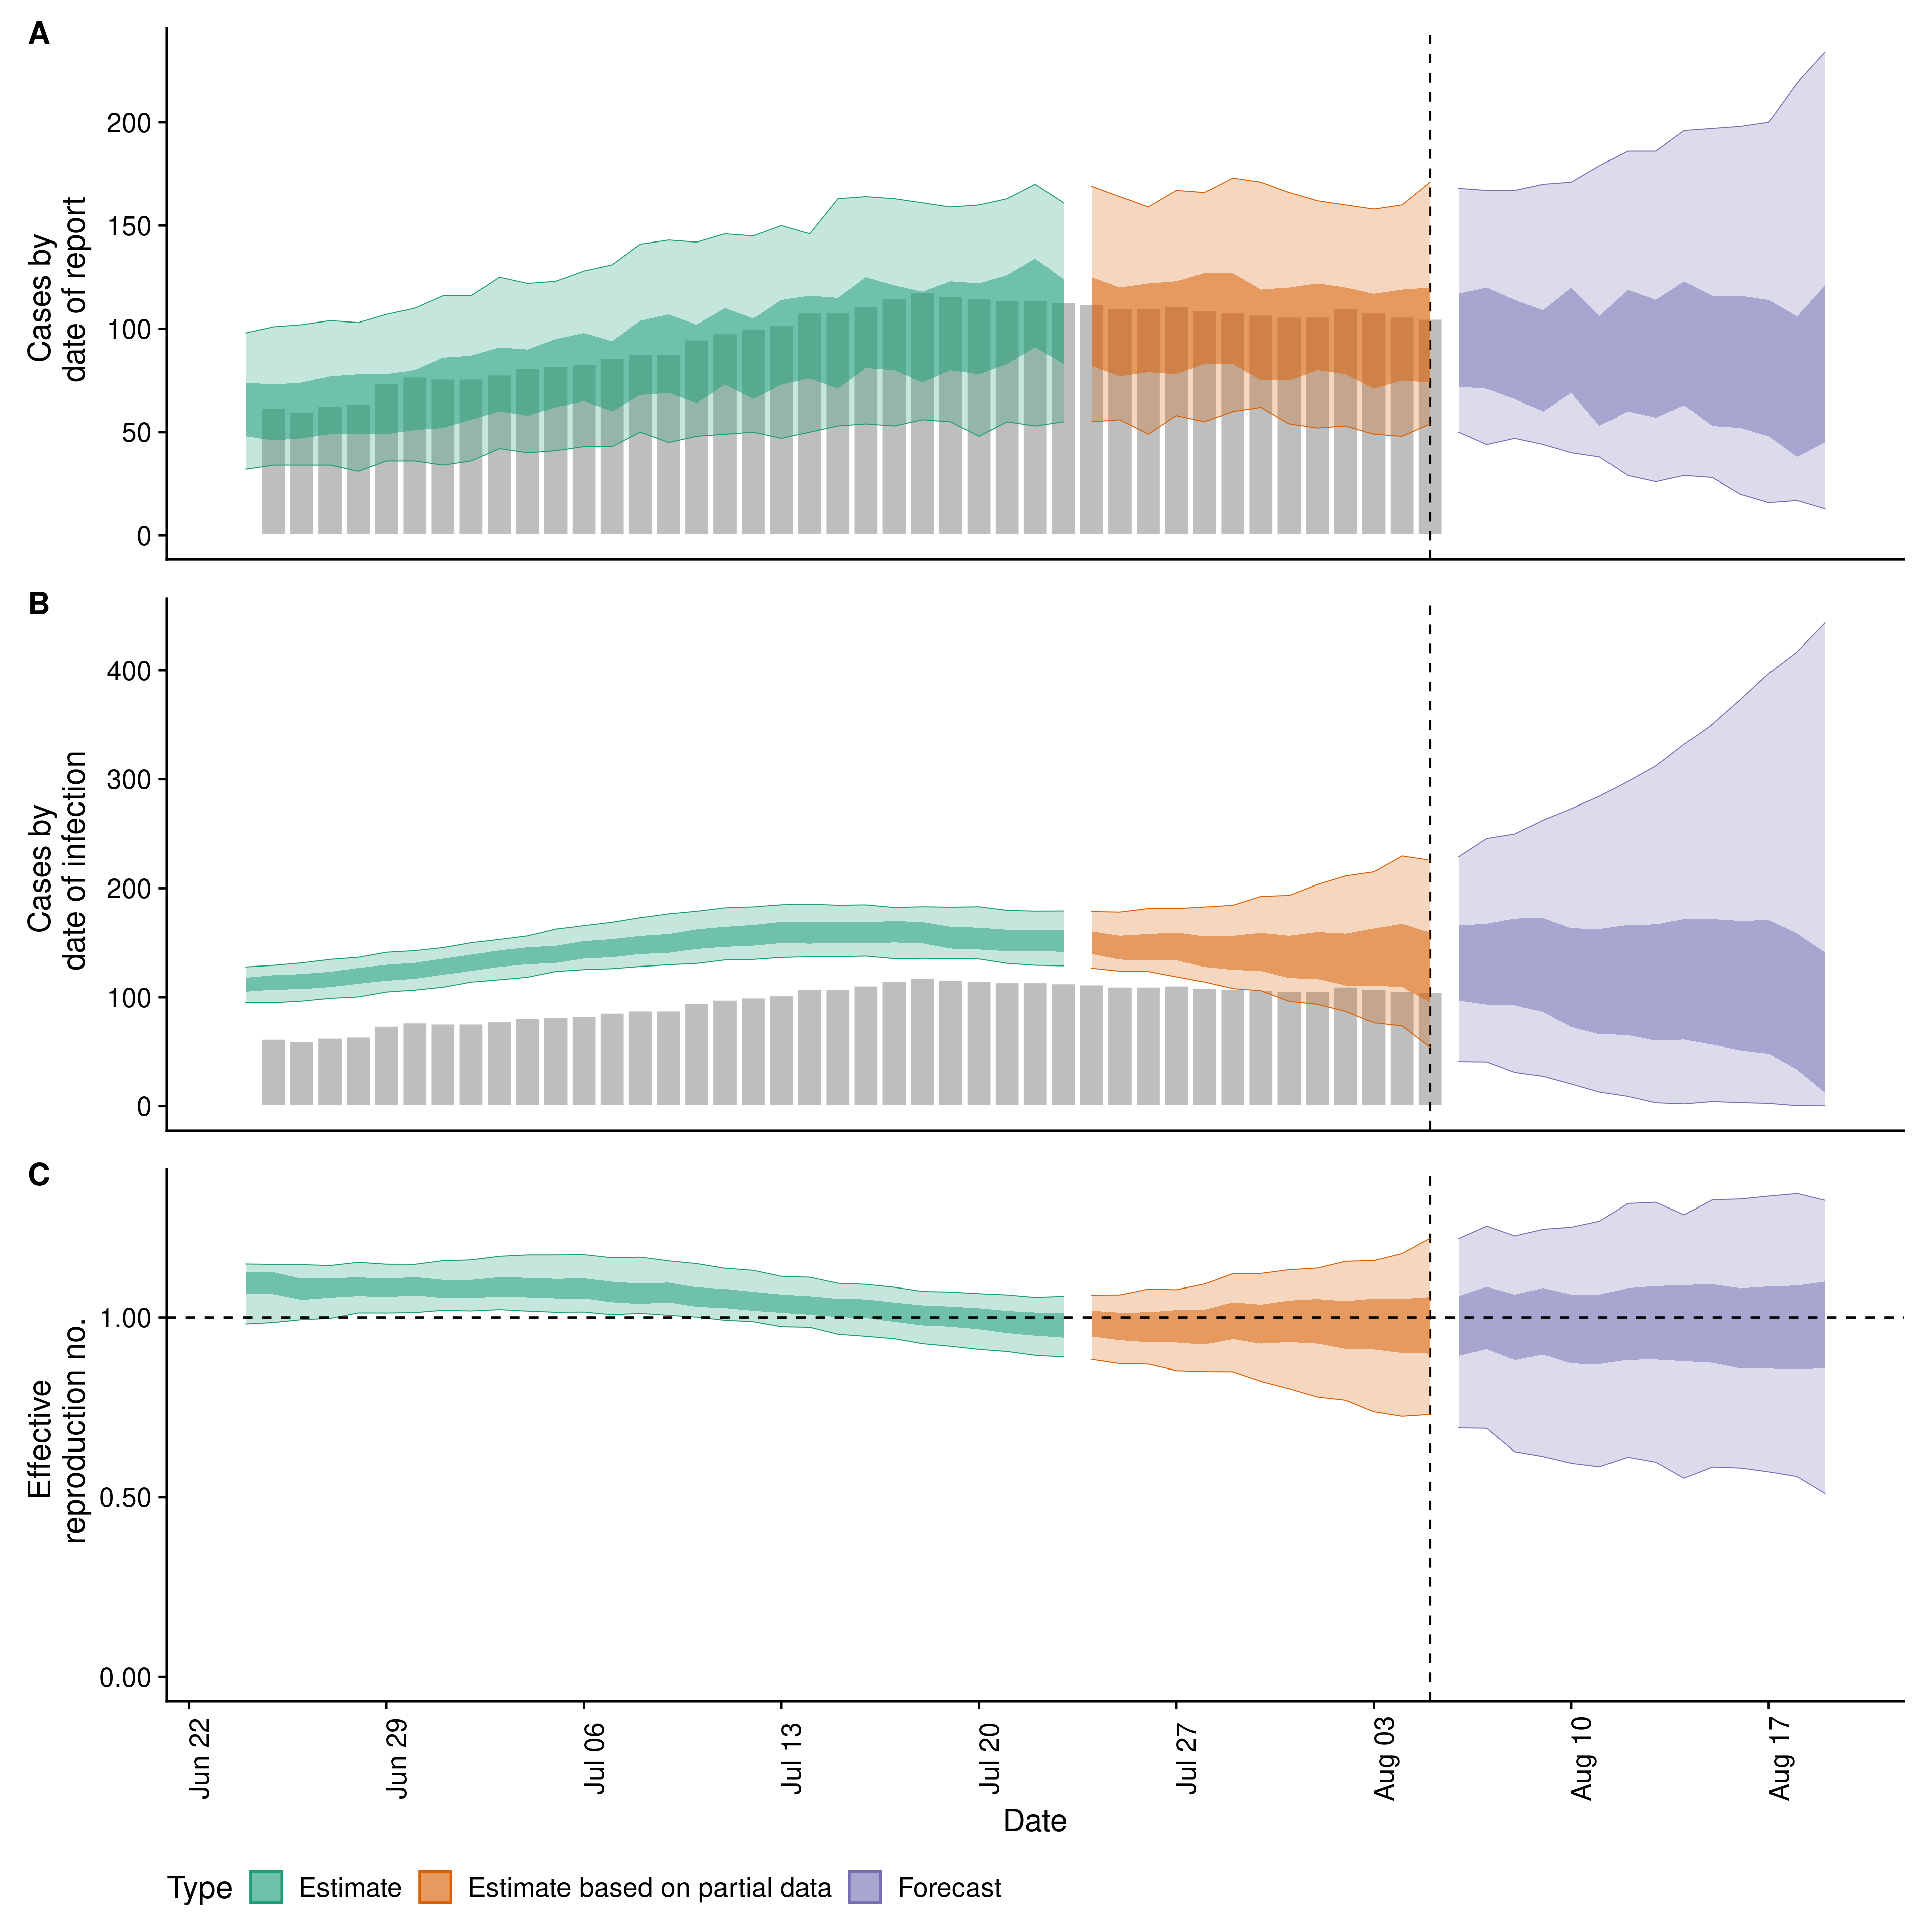 A
Cases by
date of report
200
150
100
50
0
B
Cases by
date of infection
400
300
200
100
0
C
Effective
reproduction no.
1.00
0.50
0.00
Jun 22
Jun 29
Jul 06
Jul 13
Jul 20
Jul 27
Aug 03
Aug 10
Aug 17
Date
Type Estimate Estimate based on partial data Forecast